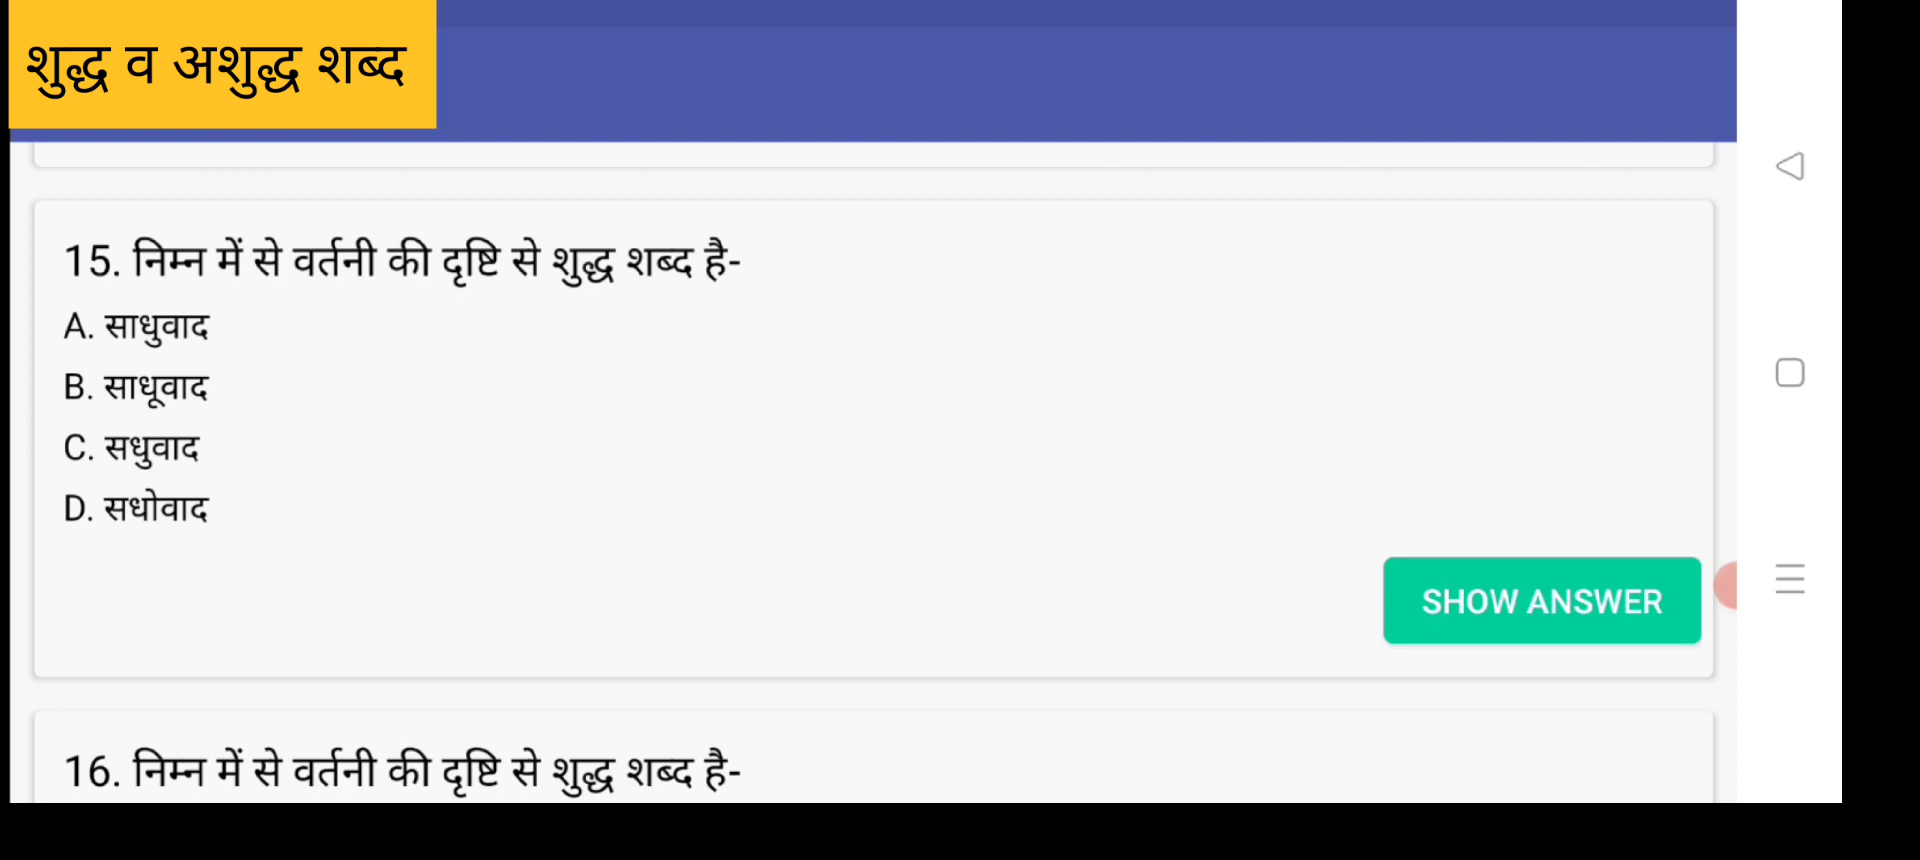 शुद्ध व अशुद्ध शब्द
15. निम्न में से वर्तनी की दृष्टि से शुद्ध शब्द है-
A. साधुवाद
B. साधूवाद
C. सधुवाद
D. सधोवाद
SHOW ANSWER
16. निम्न में से वर्तनी की दृष्टि से शुद्ध शब्द है-